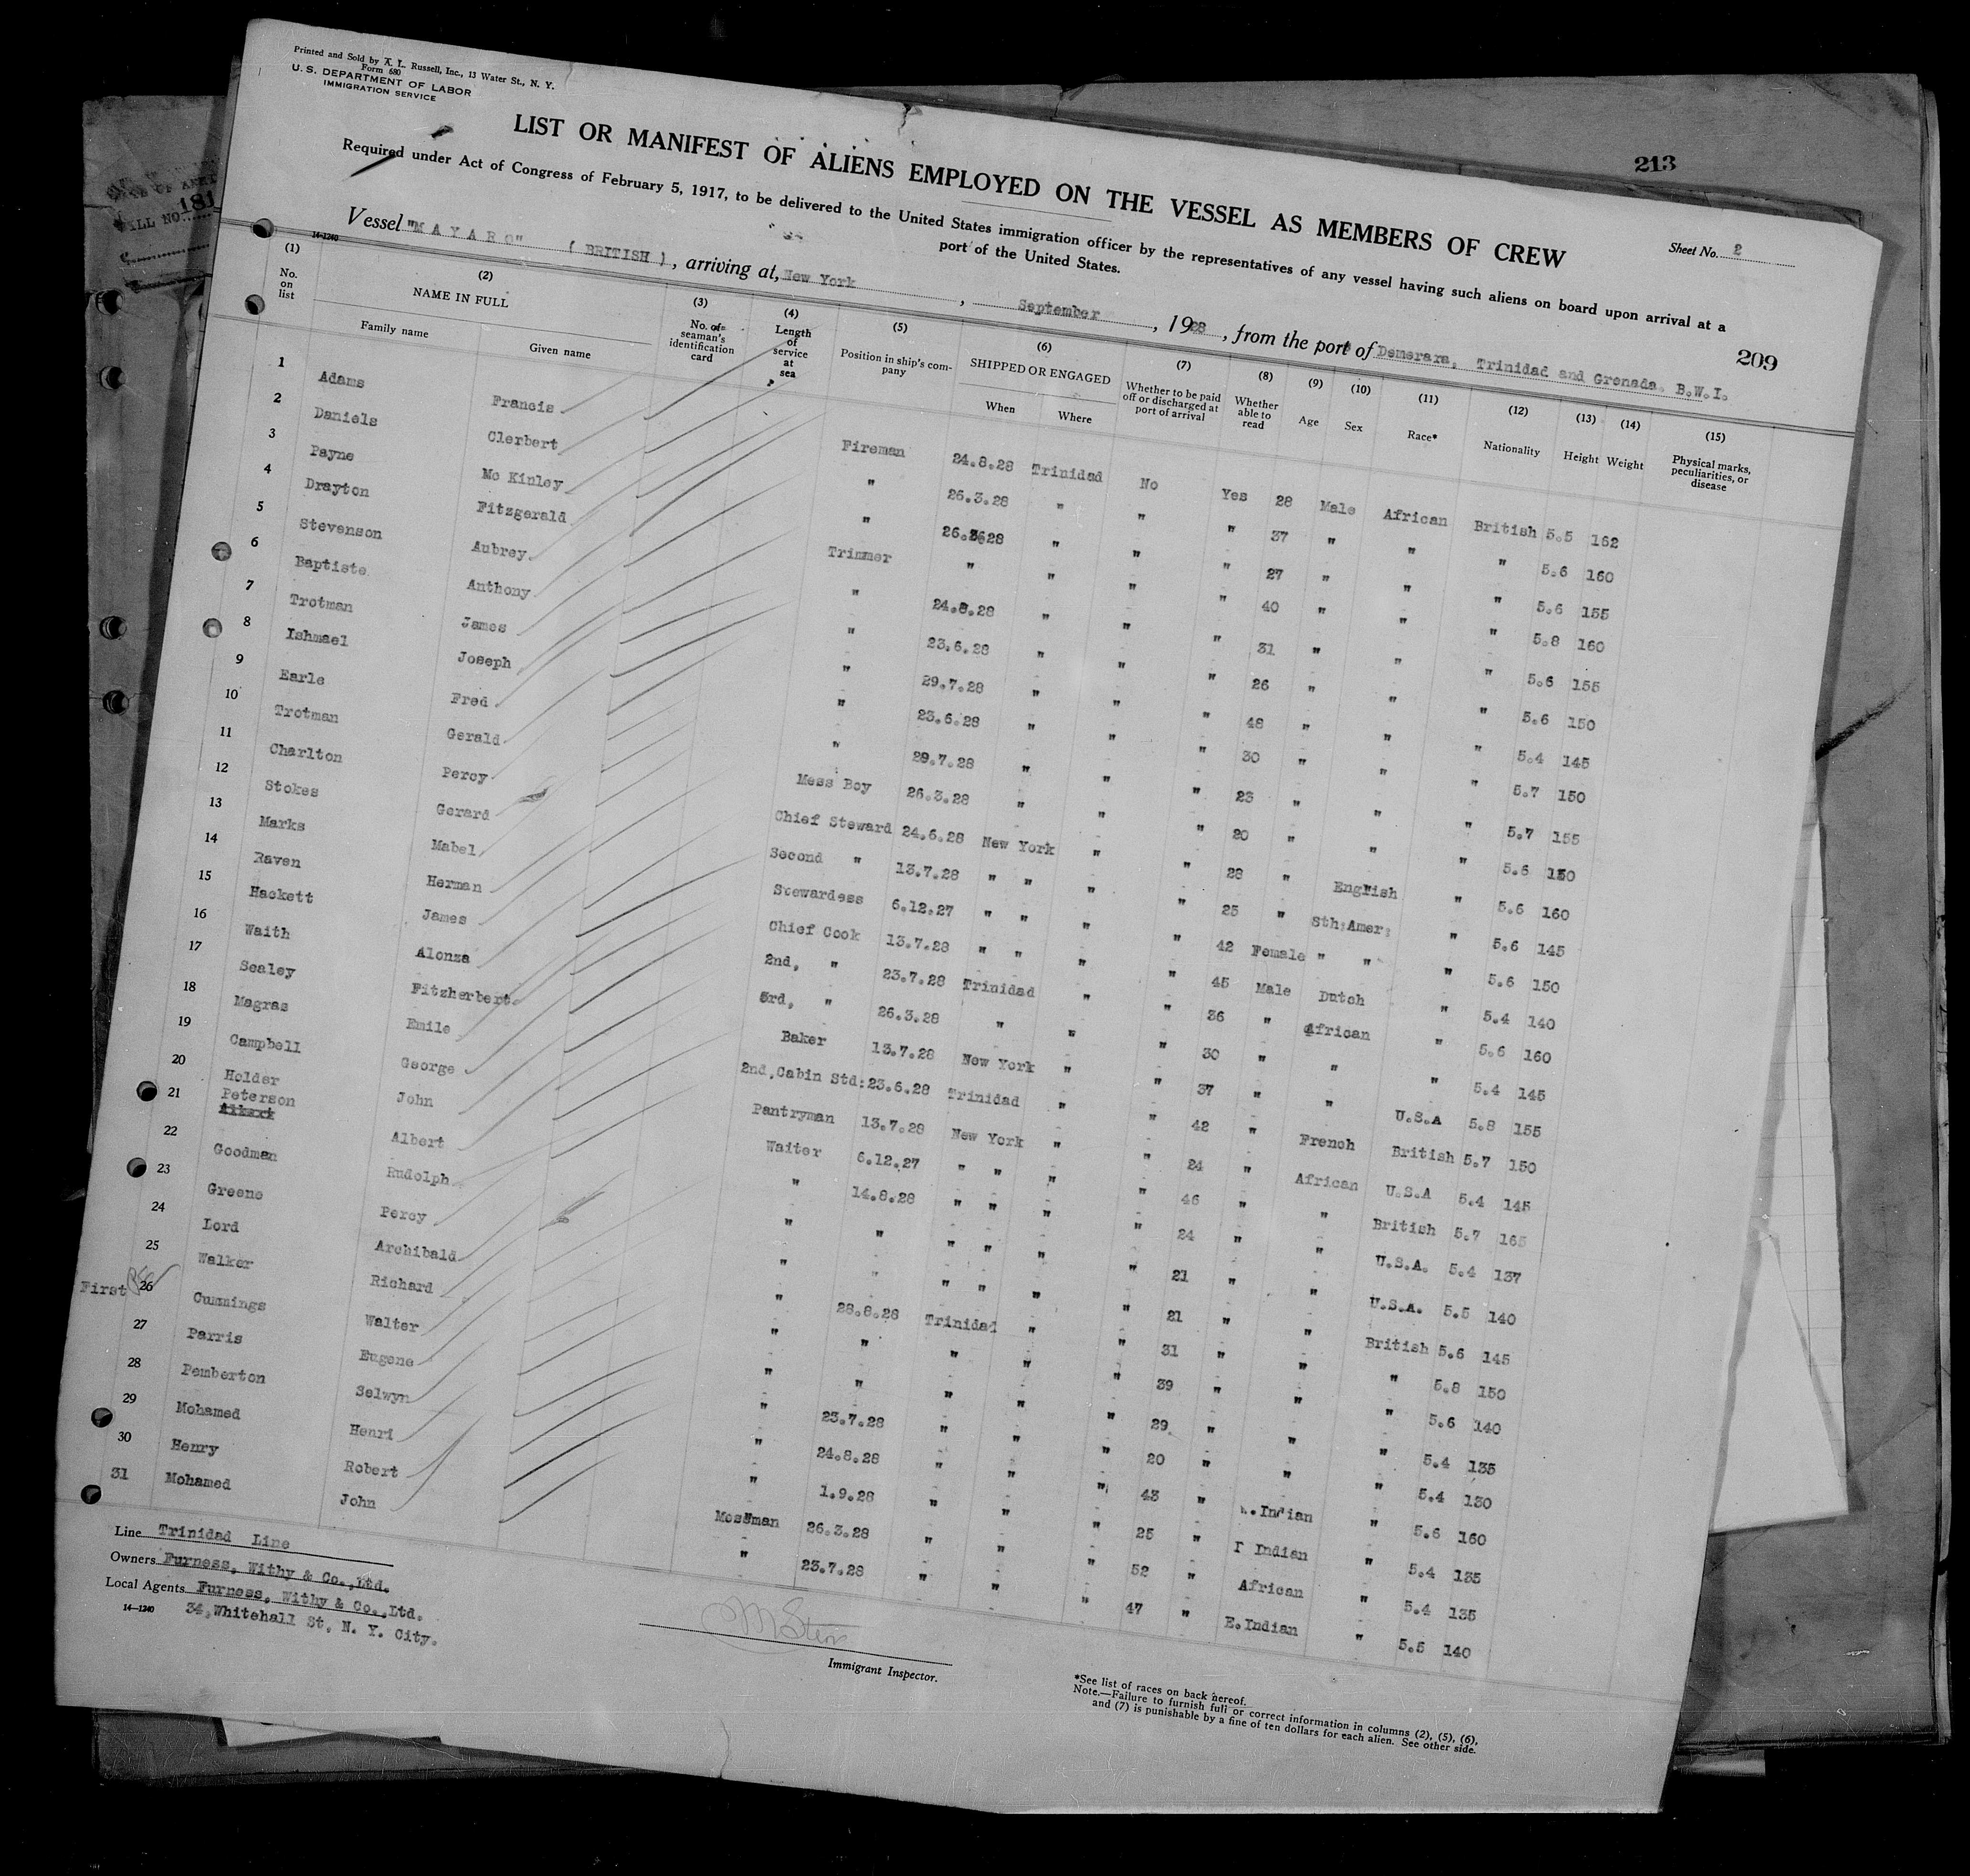 Printed and Sold by A. L. Russell, Inc., 13 Water St., N. Y.
Form 680
U. S. DEPARTMENT OF LABOR
IMMIGRATION SERVICE
213
181
LIST OR MANIFEST OF ALIENS EMPLOYED ON THE VESSEL AS MEMBERS OF CREW
Sheet No. 2
Required under Act of Congress of February 5, 1917, to be delivered to the United States immigration officer by the representatives of any vessel having such aliens on board upon arrival at a
port of the United States.
14-1240
Vessel "MAYARO" (BRITISH), arriving at, New York, September, 1928, from the port of Demerara, Trinidad and Grenada. B.W.I.
209
(1) (2) (3) (4) (5) (6) (7) (8) (9) (10) (11) (12) (13) (14) (15)
No. on list NAME IN FULL Family name Given name No. of seaman's identification card Length of service at sea Position in ship's company SHIPPED OR ENGAGED When Where Whether to be paid off or discharged at port of arrival Whether able to read Age Sex Race* Nationality Height Weight Physical marks, peculiarities, or disease
1 Adams Francis Fireman 24.8.28 Trinidad No Yes 28 Male African British 5.5 162
2 Daniels Clerbert " 26.3.28 " " " 37 " " " 5.6 160
3 Payne Mc Kinley " 26.3.28 " " " 27 " " " 5.6 155
4 Drayton Fitzgerald Trimmer " " " " 40 " " " 5.8 160
5 Stevenson Aubrey " 24.8.28 " " " 31 " " " 5.6 155
6 Baptiste Anthony " 23.6.28 " " " 26 " " " 5.6 150
7 Trotman James " 29.7.28 " " " 48 " " " 5.4 145
8 Ishmael Joseph " 23.6.28 " " " 30 " " " 5.7 150
9 Earle Fred " 29.7.28 " " " 23 " " " 5.7 155
10 Trotman Gerald Mess Boy 26.3.28 " " " 20 " " " 5.6 130
11 Charlton Percy Chief Steward 24.6.28 New York " " 28 " English " 5.6 160
12 Stokes Gerard Second " 13.7.28 " " " " 25 " Sth: Amer: " 5.6 145
13 Marks Mabel Stewardess 6.12.27 " " " " 42 Female " " " 5.6 150
14 Raven Herman Chief Cook 13.7.28 " " " " 45 Male Dutch " 5.4 140
15 Hackett James 2nd, " 23.7.28 Trinidad " " 36 " African " 5.6 160
16 Waith Alonza 3rd, " 26.3.28 " " " 30 " " " 5.4 145
17 Sealey Fitzherbert Baker 13.7.28 New York " " 37 " " U.S.A 5.8 155
18 Magras Emile 2nd,Cabin Std: 23.6.28 Trinidad " " 42 " French British 5.7 150
19 Campbell George Pantryman 13.7.28 New York " " 24 " African U.S.A 5.4 145
20 Holder John Waiter 6.12.27 " " " " 46 " " British 5.7 165
21 Peterson Albert " 14.8.28 " " " " 24 " " U.S.A. 5.4 137
22 Goodman Rudolph " " " " " " 21 " " U.S.A. 5.5 140
23 Greene Percy " " " " " " 21 " " British 5.6 145
24 Lord Archibald " 28.8.28 Trinidad " " 31 " " " 5.8 150
25 Walker Richard " " " " " 39 " " " 5.6 140
First 26 Cummings Walter " " " " " 29 " " " 5.4 135
27 Parris Eugene " 23.7.28 " " " 20 " " " 5.4 130
28 Pemberton Selwyn " 24.8.28 " " " 43 " Indian " 5.6 160
29 Mohamed Henri " 1.9.28 " " " 25 " Indian " 5.4 135
30 Henry Robert Messman 26.3.28 " " " 52 " African " 5.4 135
31 Mohamed John " 23.7.28 " " " 47 " E.Indian " 5.5 140
Line Trinidad Line
Owners Furness, Withy & Co.,Ltd.
Local Agents Furness, Withy & Co.,Ltd.
14-1240 34,Whitehall St, N. Y. City.
Immigrant Inspector.
*See list of races on back hereof.
Note.—Failure to furnish full or correct information in columns (2), (5), (6),
and (7) is punishable by a fine of ten dollars for each alien. See other side.